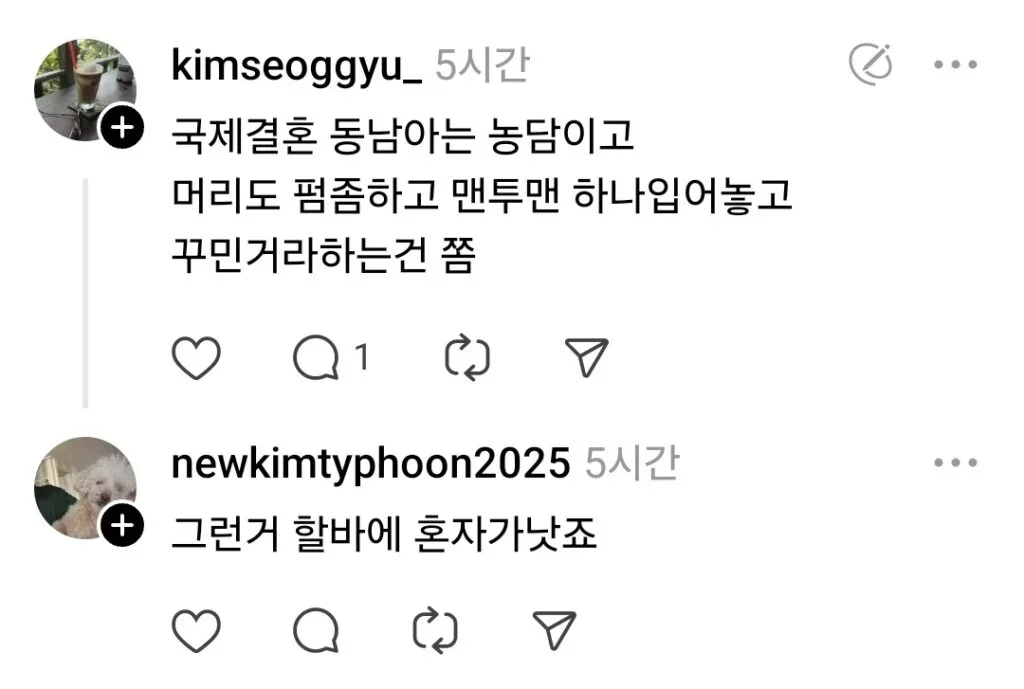 kimseoggyu_ 5시간
국제결혼 동남아는 농담이고
머리도 펌좀하고 맨투맨 하나입어놓고
꾸민거라하는건 쫌
1
newkimtyphoon2025 5시간
그런거 할바에 혼자가낫죠